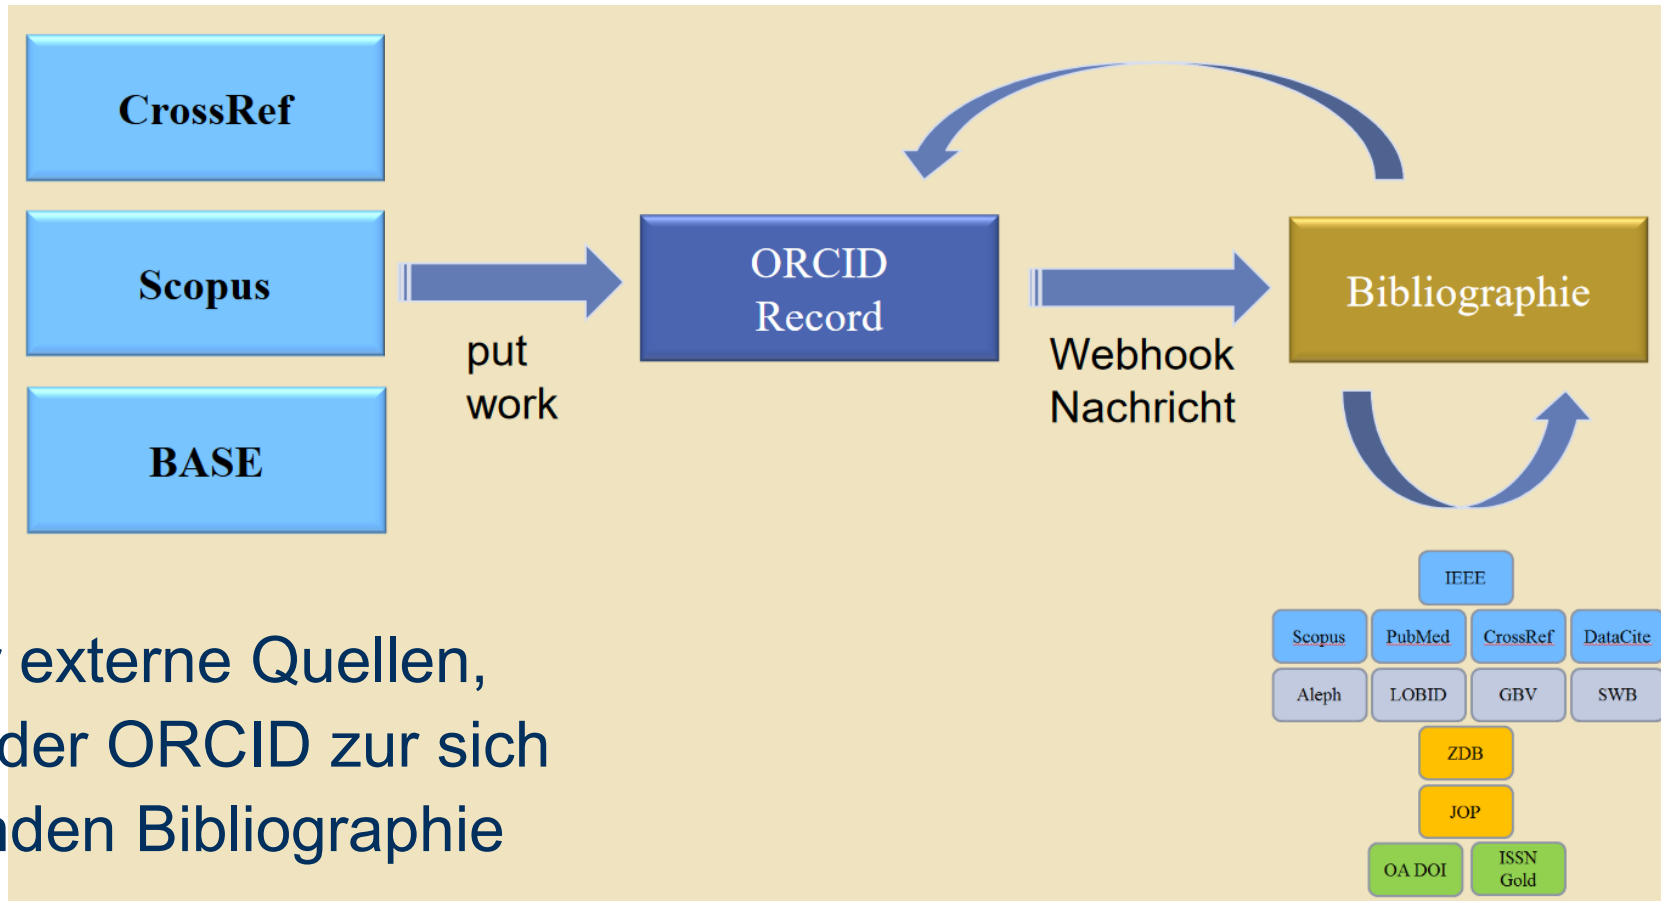 CrossRef
Scopus
BASE
put
work
ORCID
Record
Webhook
Nachricht
Bibliographie
externe Quellen,
der ORCID zur sich
nden Bibliographie
IEEE
Scopus PubMed CrossRef DataCite
Aleph LOBID GBV SWB
ZDB
JOP
OA DOI
ISSN
Gold